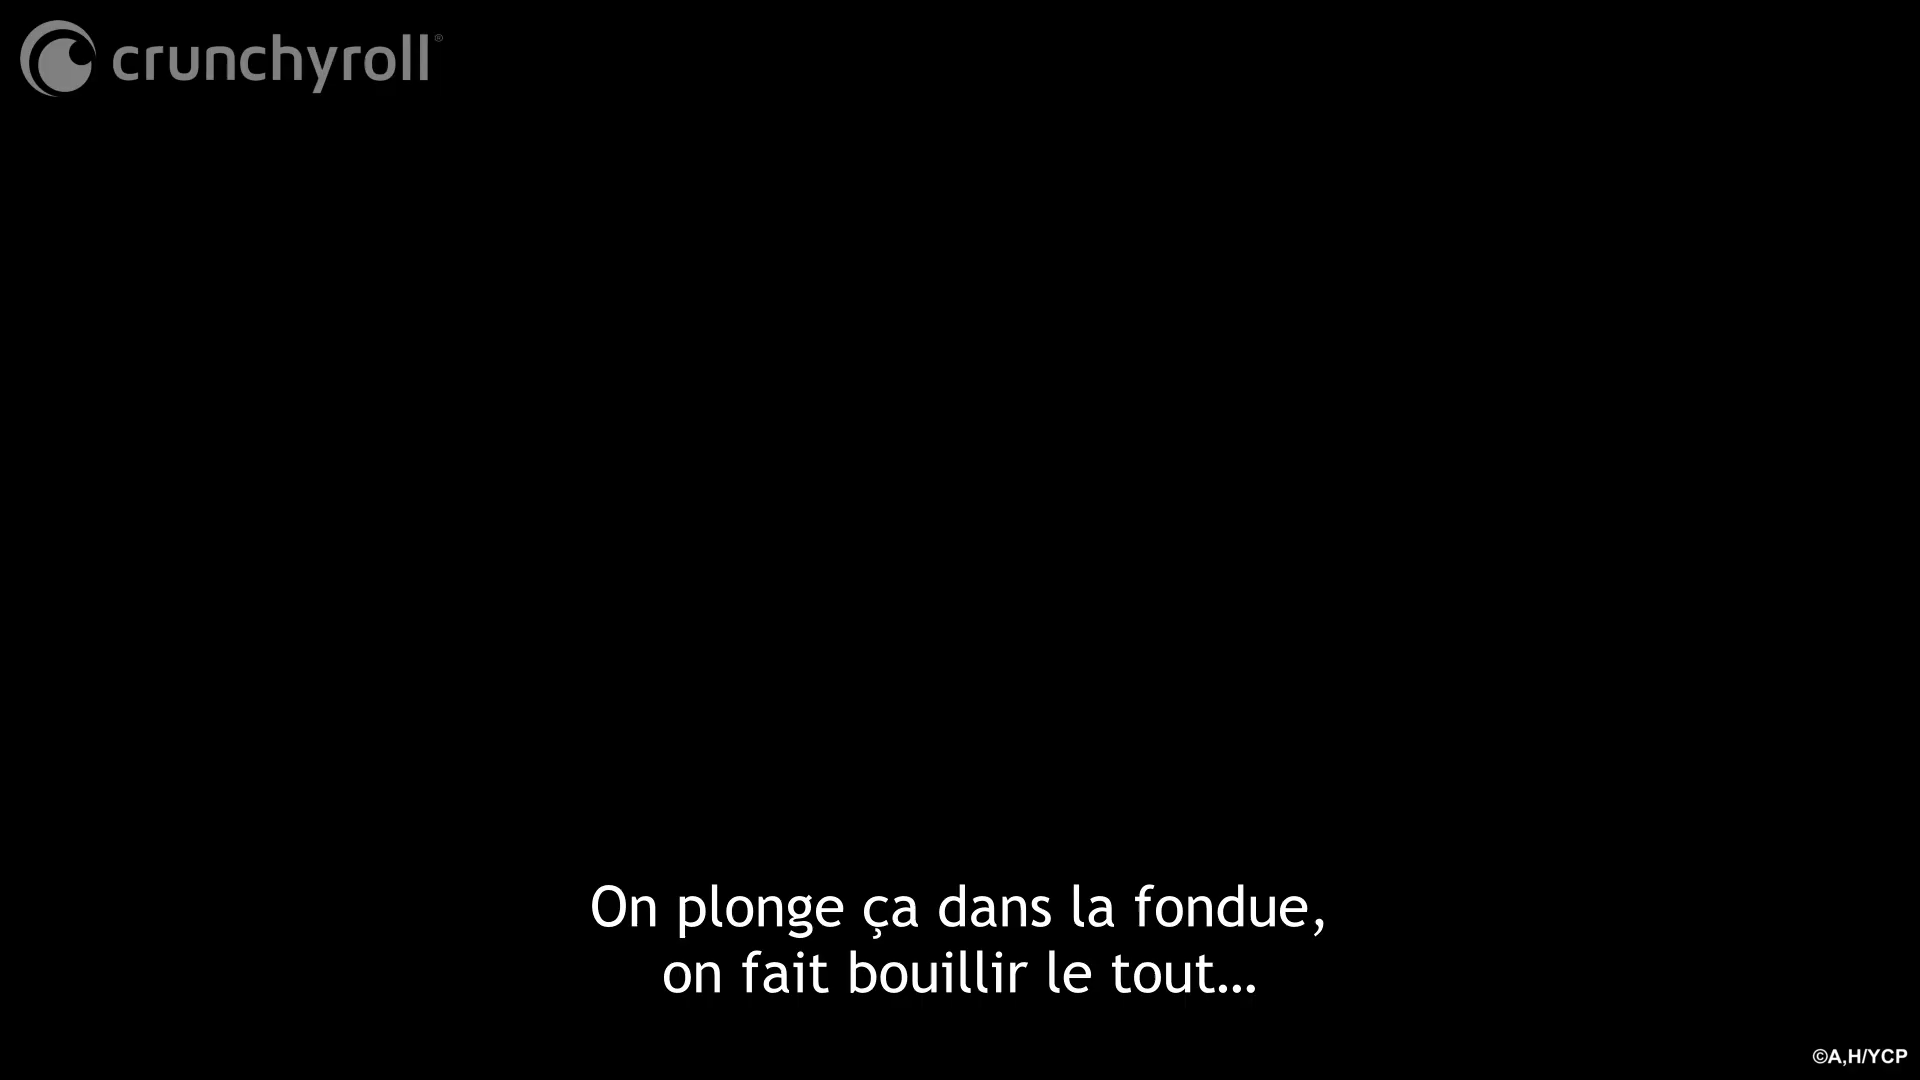 crunchyroll®
On plonge ça dans la fondue,
on fait bouillir le tout…
©A,H/YCP